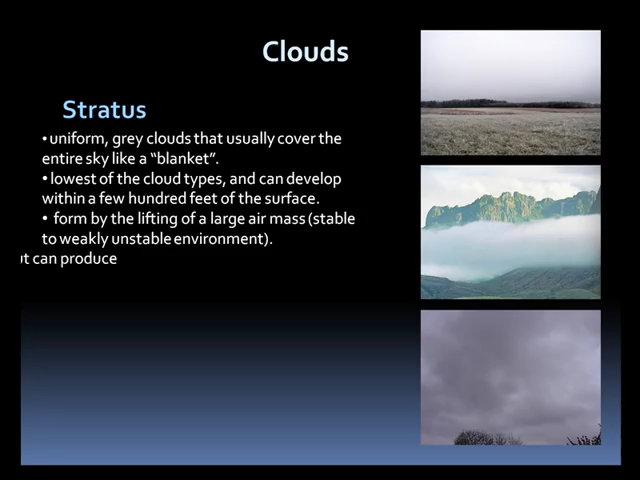 Clouds
Stratus
• uniform, grey clouds that usually cover the
entire sky like a “blanket”.
• lowest of the cloud types, and can develop
within a few hundred feet of the surface.
• form by the lifting of a large air mass (stable
to weakly unstable environment).
can produce